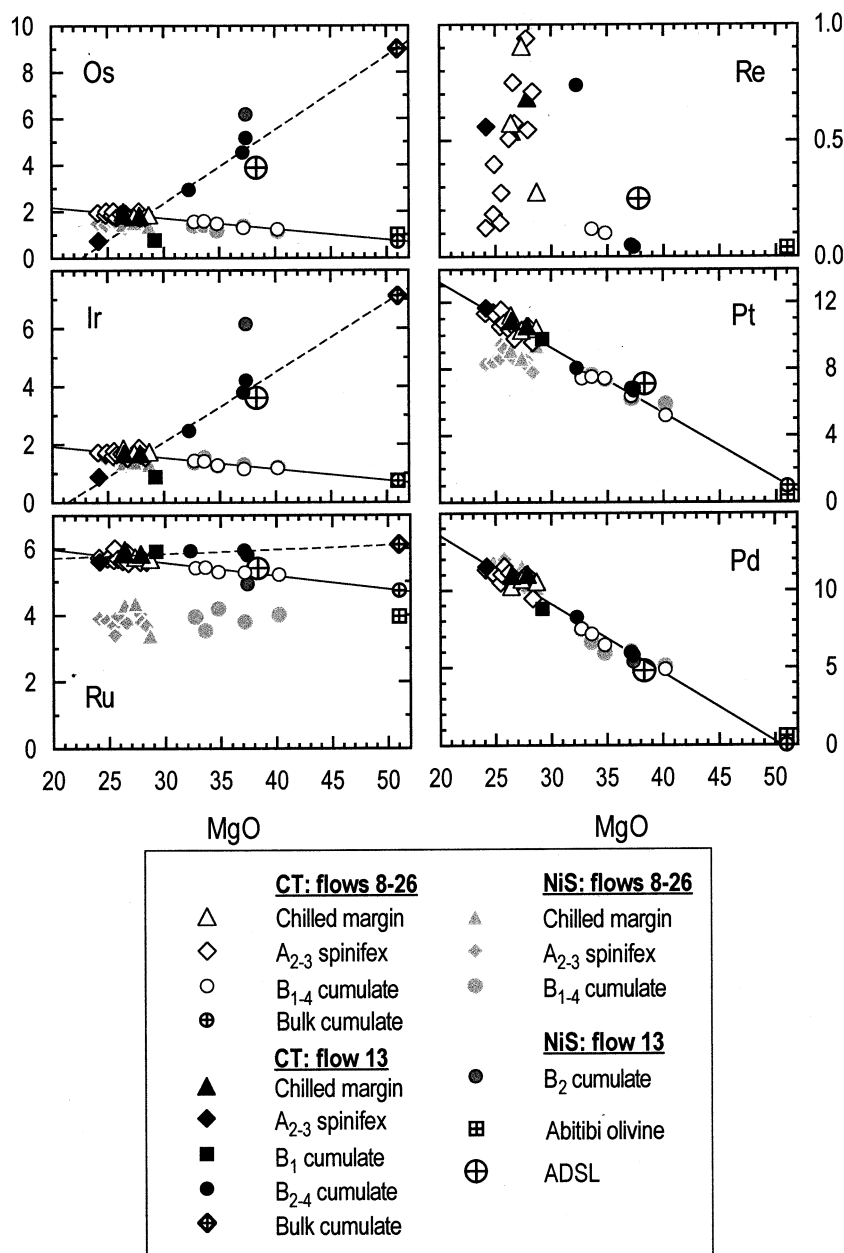 10
8
6
4
2
0
Os
1.0
0.5
0.0
Re
6
4
2
0
Ir
12
8
6
4
2
0
Pt
6
4
2
0
Ru
10
5
0
Pd
20 25 30 35 40 45 50
20 25 30 35 40 45 50
MgO MgO
CT: flows 8-26
Chilled margin
A2-3 spinifex
B1-4 cumulate
Bulk cumulate
CT: flow 13
Chilled margin
A2-3 spinifex
B1 cumulate
B2-4 cumulate
Bulk cumulate
NiS: flows 8-26
Chilled margin
A2-3 spinifex
B1-4 cumulate
NiS: flow 13
B2 cumulate
Abitibi olivine
ADSL